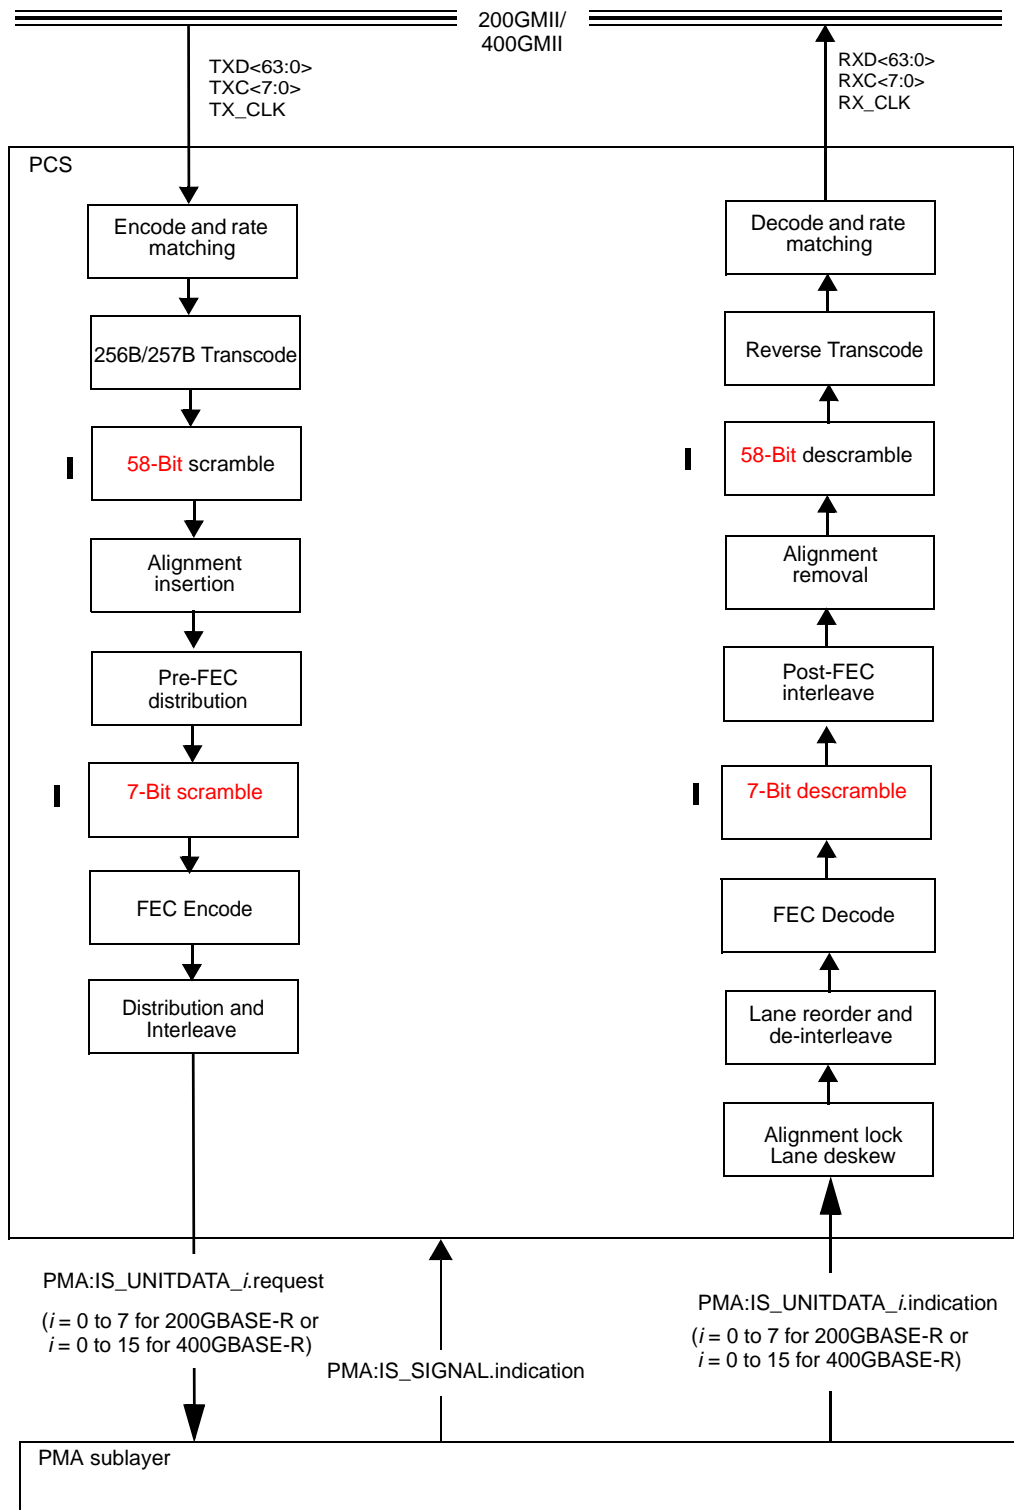 200GMII/
400GMII
TXD<63:0>
TXC<7:0>
TX_CLK
RXD<63:0>
RXC<7:0>
RX_CLK
PCS
Encode and rate
matching
256B/257B Transcode
58-Bit scramble
Alignment
insertion
Pre-FEC
distribution
7-Bit scramble
FEC Encode
Distribution and
Interleave
Decode and rate
matching
Reverse Transcode
58-Bit descramble
Alignment
removal
Post-FEC
interleave
7-Bit descramble
FEC Decode
Lane reorder and
de-interleave
Alignment lock
Lane deskew
PMA:IS_UNITDATA_i.request
(i = 0 to 7 for 200GBASE-R or
i = 0 to 15 for 400GBASE-R)
PMA:IS_SIGNAL.indication
PMA:IS_UNITDATA_i.indication
(i = 0 to 7 for 200GBASE-R or
i = 0 to 15 for 400GBASE-R)
PMA sublayer